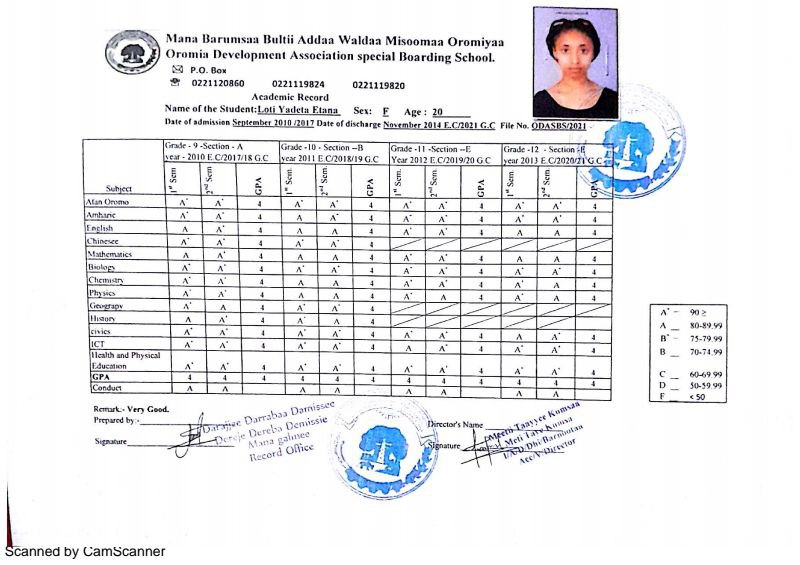 Mana Barumsaa Bultii Addaa Waldaa Misoomaa Oromiyaa
Oromia Development Association special Boarding School.
P.O. Box
0221120860 0221119824 0221119820
Academic Record
Name of the Student:Loti Yadeta Etana Sex: F Age : 20
Date of admission September 2010 /2017 Date of discharge November 2014 E.C/2021 G.C File No. ODASBS/2021
Grade - 9 -Section - A Grade -10 - Section --B Grade -11 -Section --E Grade -12 - Section -E
year - 2010 E.C/2017/18 G.C year 2011 E.C/2018/19 G.C Year 2012 E.C/2019/20 G.C year 2013 E.C/2020/21 G.C
Subject 1st Sem. 2nd Sem. GPA 1st Sem. 2nd Sem. GPA 1st Sem. 2nd Sem. GPA 1st Sem. 2nd Sem. GPA
Afan Oromo A+ A+ 4 A+ A+ 4 A+ A+ 4 A+ A+ 4
Amharic A+ A+ 4 A A 4 A+ A+ 4 A+ A+ 4
English A A+ 4 A+ A+ 4 A+ A+ 4 A A 4
Chinesee A+ A+ 4 A+ A+ 4
Mathematics A A 4 A+ A+ 4 A+ A+ 4 A A 4
Biology A+ A+ 4 A+ A+ 4 A+ A+ 4 A+ A+ 4
Chemistry A+ A+ 4 A A 4 A+ A+ 4 A+ A+ 4
Physics A+ A+ 4 A A 4 A+ A 4 A+ A 4
Geograpy A+ A 4 A A 4
History A A 4 A A 4
civics A+ A+ 4 A+ A+ 4 A+ A+ 4 A+ A+ 4
ICT A+ A+ 4 A+ A+ 4 A A+ 4 A A+ 4
Health and Physical
Education A+ A+ 4 A+ A+ 4 A+ A+ 4 A+ A+ 4
GPA 4 4 4 4 4 4 4 4 4 4 4 4
Conduct A A A A A A A A
A+ – 90 ≥
A _ 80-89.99
B+ – 75-79.99
B _ 70-74.99
C _ 60-69.99
D _ 50-59.99
F _ < 50
Remark:- Very Good.
Prepared by:-
Signature
Darajjee Darrabaa Damissee
Dereje Dereba Demissie
Mana galmee
Record Office
Director's Name
Signature
Meeti Taayyee Kumsaa
Meti Taye Kumsa
Scanned by CamScanner